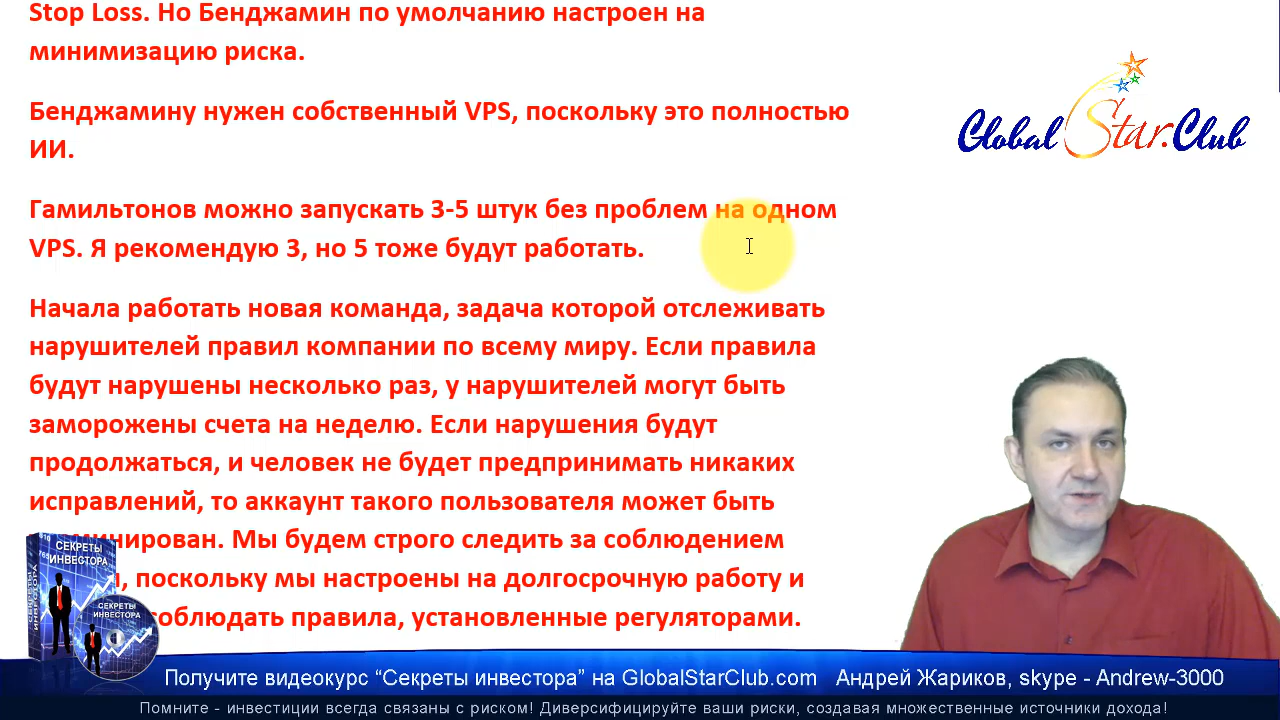 Stop Loss. Но Бенджамин по умолчанию настроен на
минимизацию риска.
Бенджамину нужен собственный VPS, поскольку это полностью
ИИ.
Гамильтонов можно запускать 3-5 штук без проблем на одном
VPS. Я рекомендую 3, но 5 тоже будут работать.
Начала работать новая команда, задача которой отслеживать
нарушителей правил компании по всему миру. Если правила
будут нарушены несколько раз, у нарушителей могут быть
заморожены счета на неделю. Если нарушения будут
продолжаться, и человек не будет предпринимать никаких
исправлений, то аккаунт такого пользователя может быть
Мы будем строго следить за соблюдением
поскольку мы настроены на долгосрочную работу и
соблюдать правила, установленные регуляторами.
Global Star.Club
СЕКРЕТЫ
ИНВЕСТОРА
СЕКРЕТЫ ИНВЕСТОРА
СЕКРЕТЫ
ИНВЕСТОРА
Получите видеокурс “Секреты инвестора” на GlobalStarClub.com Андрей Жариков, skype - Andrew-3000
Помните - инвестиции всегда связаны с риском! Диверсифицируйте ваши риски, создавая множественные источники дохода!